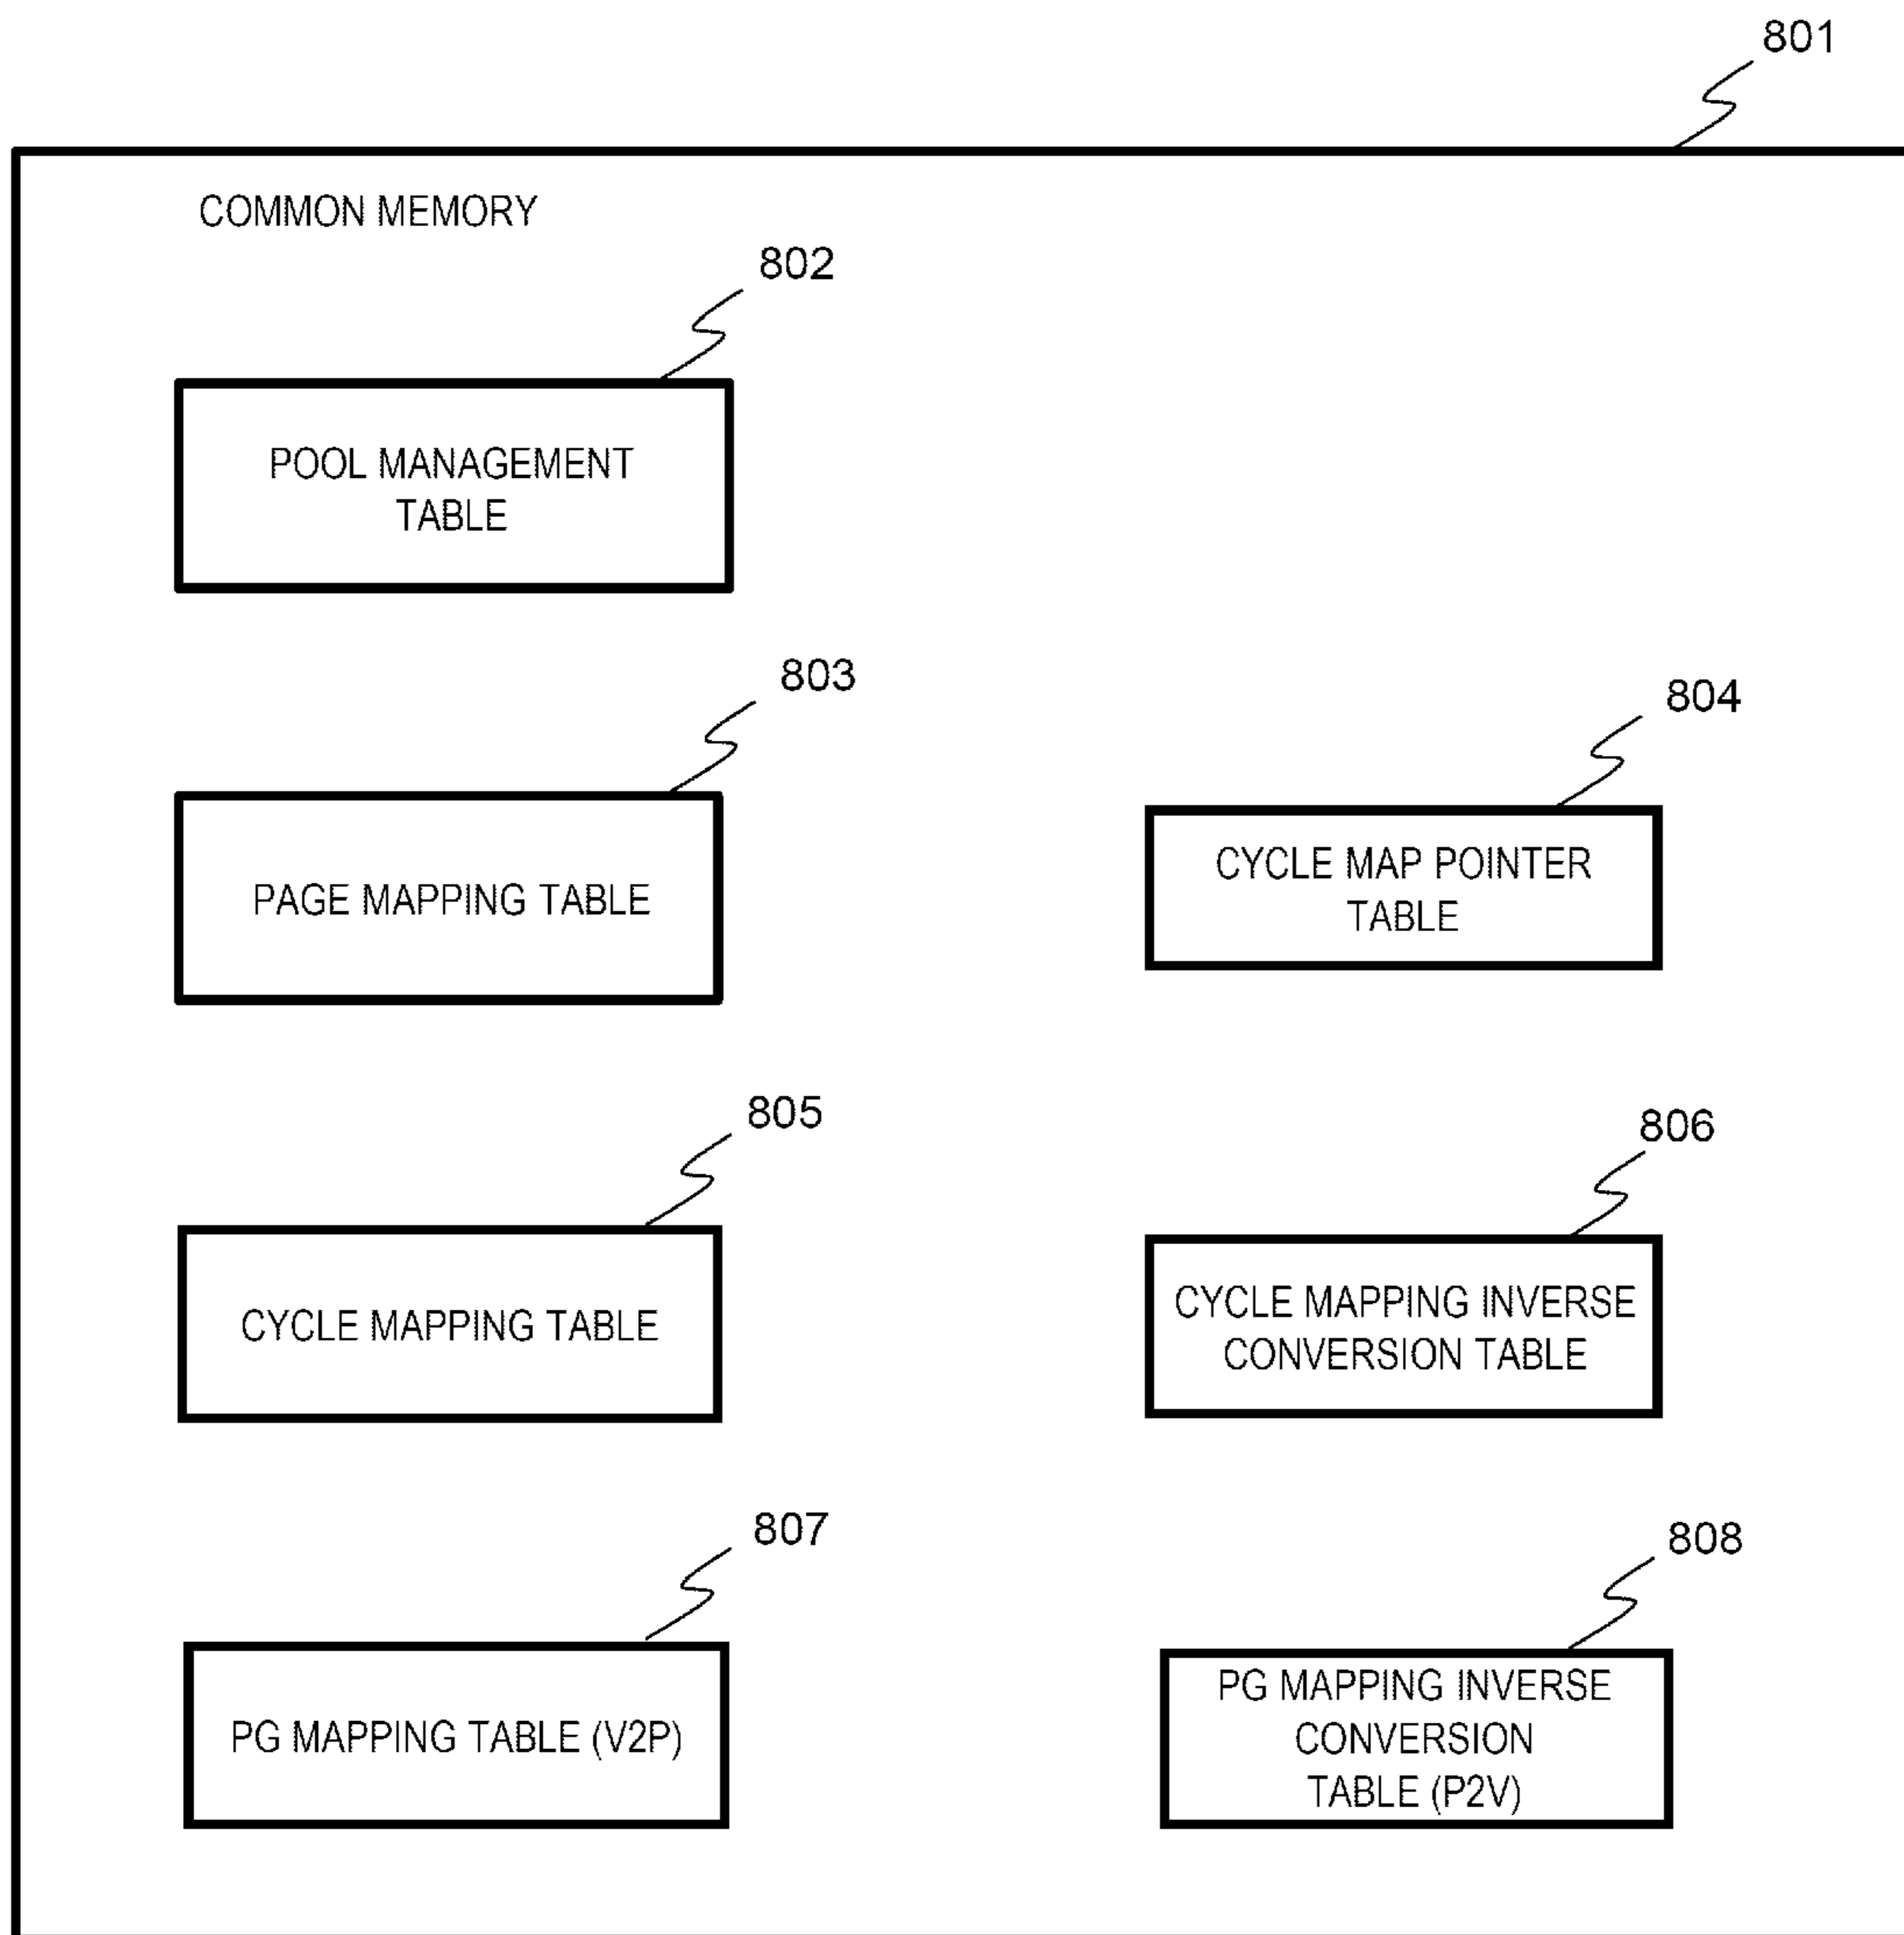 801
COMMON MEMORY
802
POOL MANAGEMENT
TABLE
803
PAGE MAPPING TABLE
804
CYCLE MAP POINTER
TABLE
805
CYCLE MAPPING TABLE
806
CYCLE MAPPING INVERSE
CONVERSION TABLE
807
PG MAPPING TABLE (V2P)
808
PG MAPPING INVERSE
CONVERSION
TABLE (P2V)